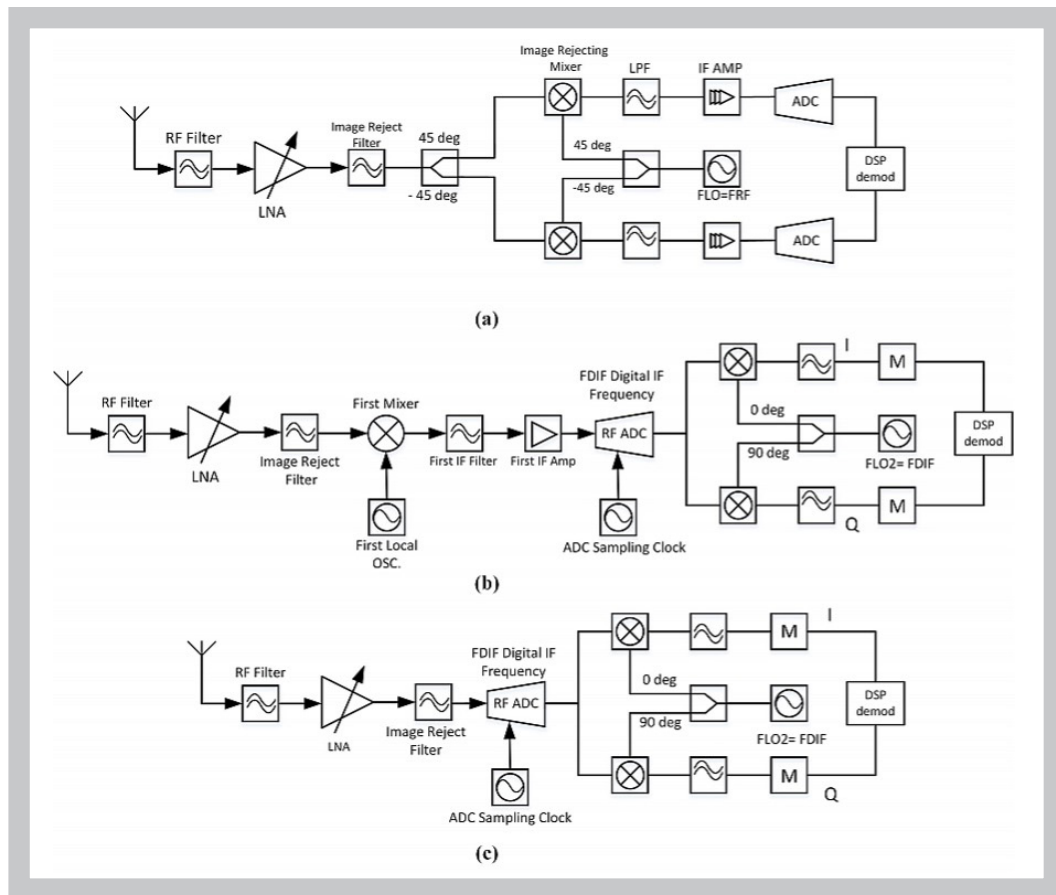 Image Rejecting
Mixer
LPF
IF AMP
ADC
RF Filter
Image Reject
Filter
45 deg
- 45 deg
LNA
45 deg
-45 deg
FLO=FRF
DSP
demod
ADC
(a)
FDIF Digital IF
Frequency
I
M
RF Filter
First Mixer
RF ADC
0 deg
90 deg
DSP
demod
LNA
Image Reject
Filter
First IF Filter
First IF Amp
FLO2= FDIF
First Local
OSC.
ADC Sampling Clock
M
Q
(b)
FDIF Digital IF
Frequency
I
M
RF Filter
RF ADC
0 deg
90 deg
DSP
demod
LNA
Image Reject
Filter
FLO2= FDIF
ADC Sampling Clock
M
Q
(c)